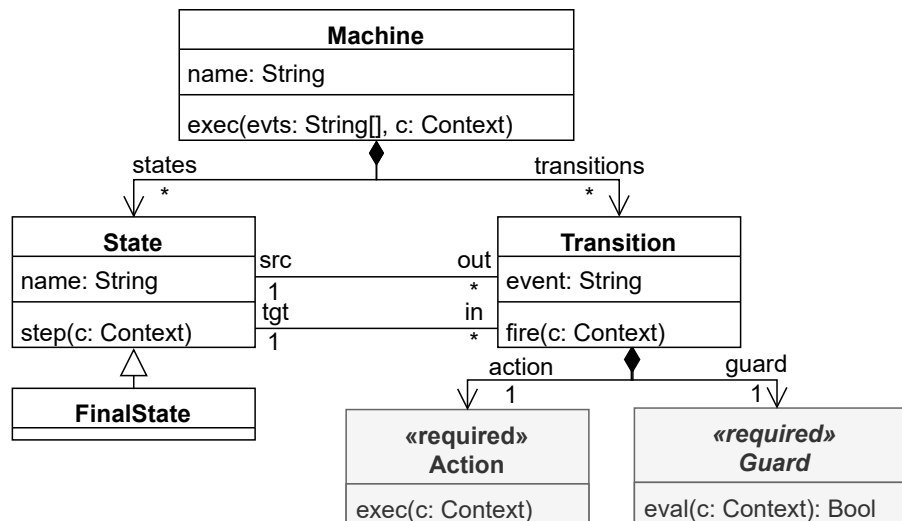 Machine
name: String
exec(evts: String[], c: Context)
states
transitions
*
*
State
Transition
name: String
src
out
event: String
1
*
step(c: Context)
tgt
in
fire(c: Context)
1
*
action
guard
1
1
FinalState
«required»
Action
«required»
Guard
exec(c: Context)
eval(c: Context): Bool